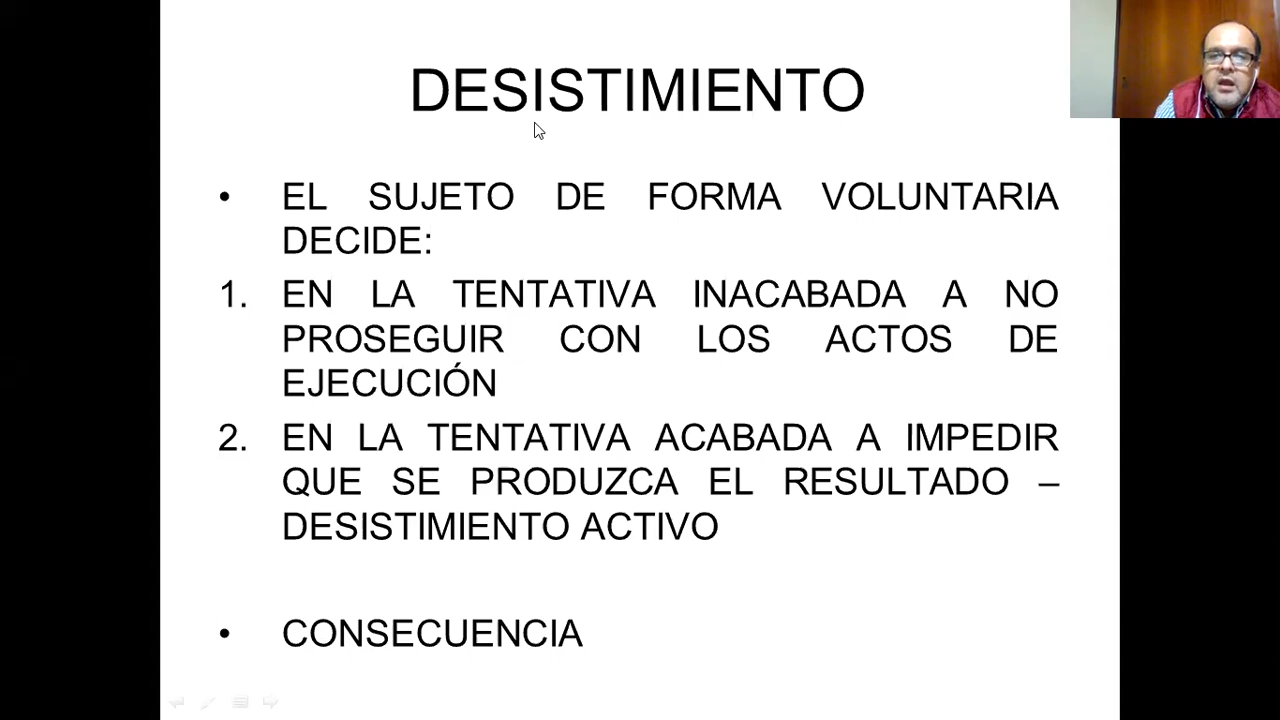 DESISTIMIENTO
• EL SUJETO DE FORMA VOLUNTARIA
DECIDE:
1. EN LA TENTATIVA INACABADA A NO
PROSEGUIR CON LOS ACTOS DE
EJECUCIÓN
2. EN LA TENTATIVA ACABADA A IMPEDIR
QUE SE PRODUZCA EL RESULTADO –
DESISTIMIENTO ACTIVO
• CONSECUENCIA